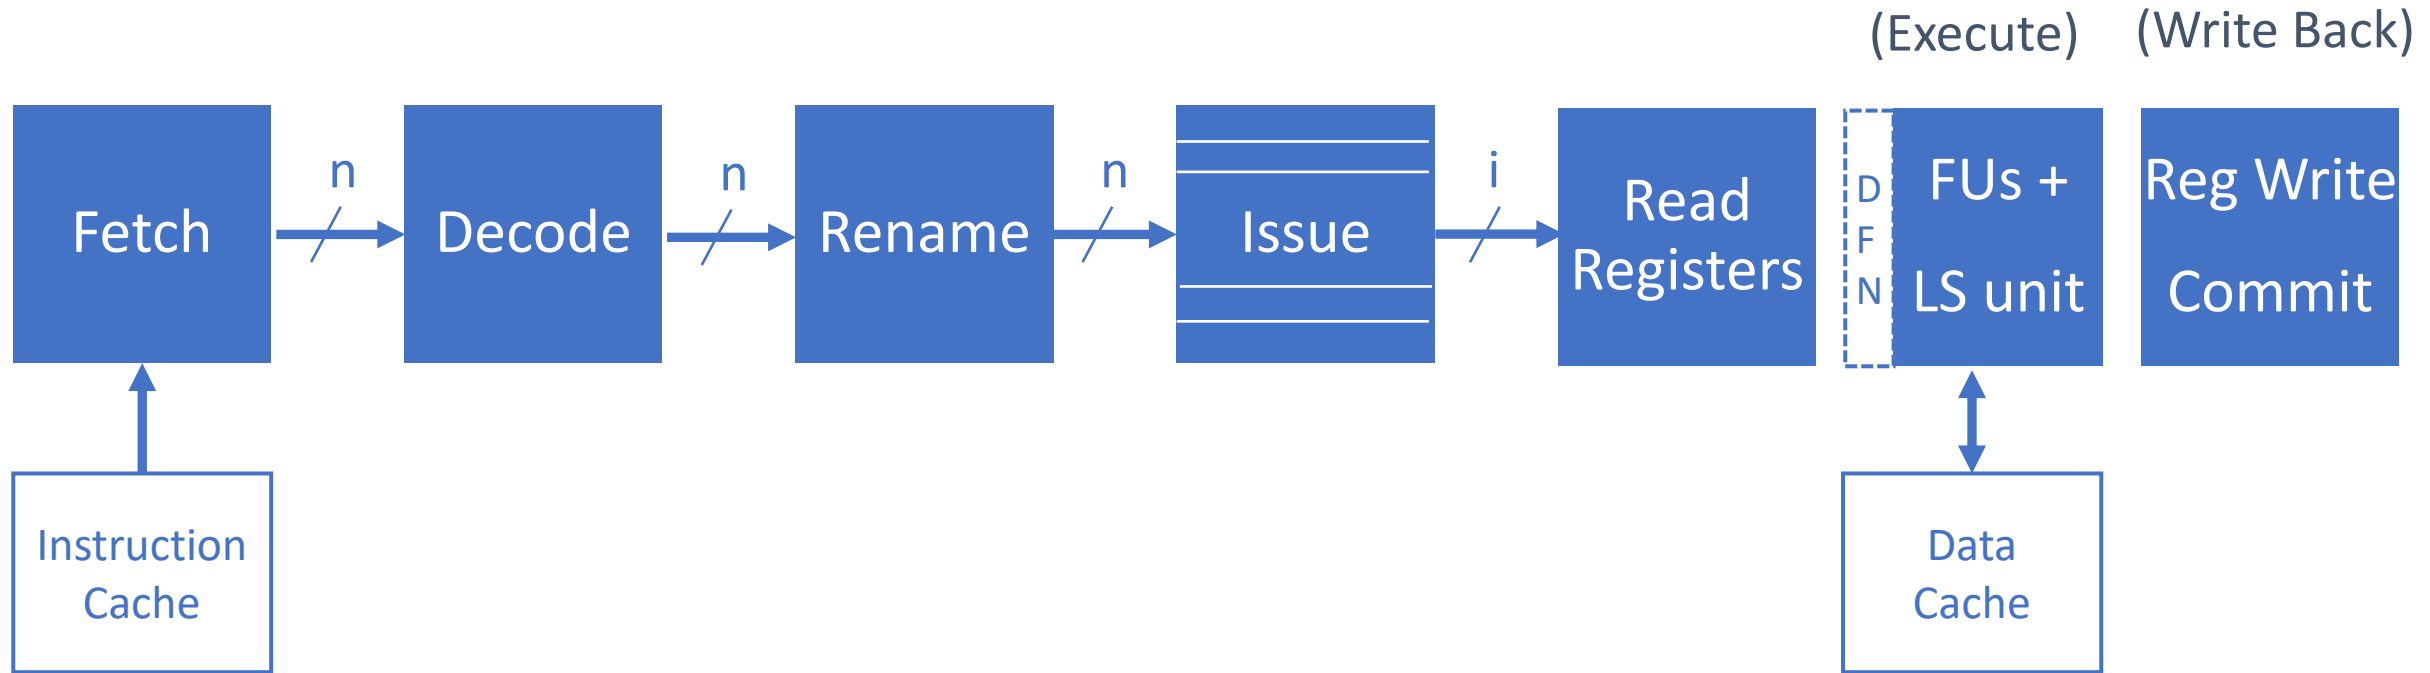 (Execute)
(Write Back)
n
n
n
i
Fetch
Decode
Rename
Issue
Read
Registers
D
F
N
FUs +
LS unit
Reg Write
Commit
Instruction
Cache
Data
Cache